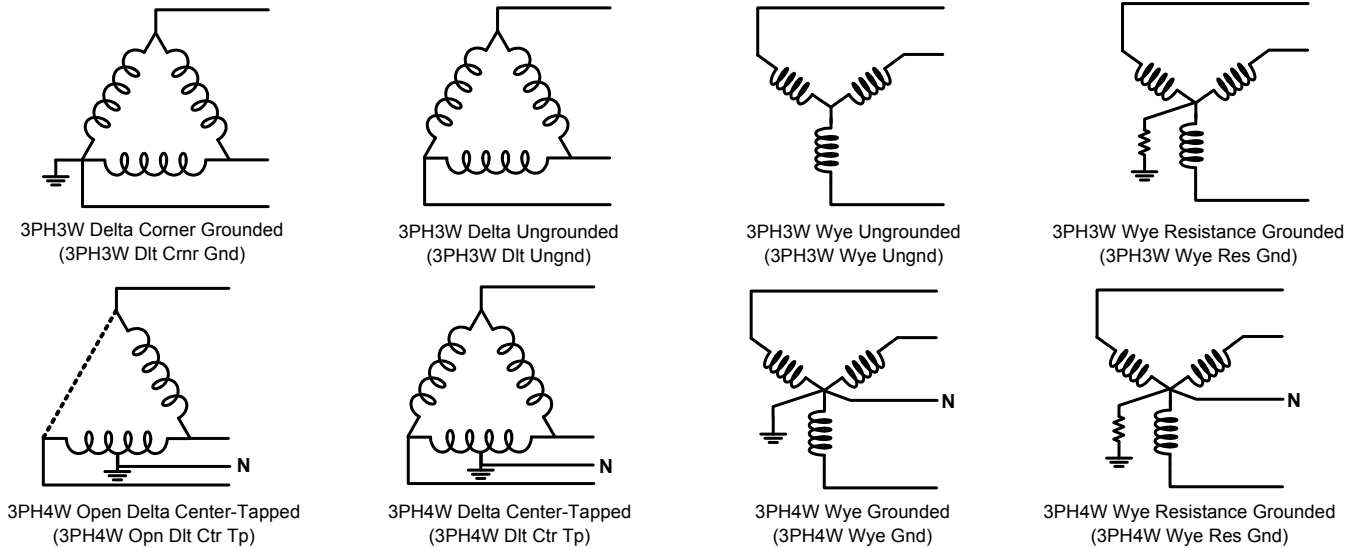 3PH3W Delta Corner Grounded
(3PH3W Dlt Crnr Gnd)
3PH3W Delta Ungrounded
(3PH3W Dlt Ungnd)
3PH3W Wye Ungrounded
(3PH3W Wye Ungnd)
3PH3W Wye Resistance Grounded
(3PH3W Wye Res Gnd)
N
3PH4W Open Delta Center-Tapped
(3PH4W Opn Dlt Ctr Tp)
N
3PH4W Delta Center-Tapped
(3PH4W Dlt Ctr Tp)
N
3PH4W Wye Grounded
(3PH4W Wye Gnd)
N
3PH4W Wye Resistance Grounded
(3PH4W Wye Res Gnd)